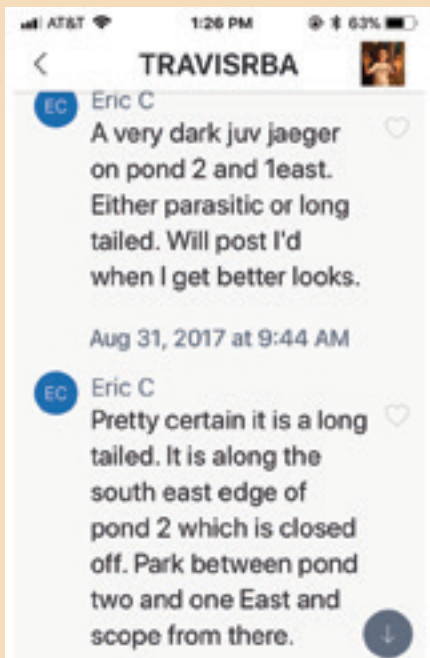 AT&T 1:26 PM 63%
TRAVISRBA
EC Eric C
A very dark juv jaeger
on pond 2 and 1east.
Either parasitic or long
tailed. Will post I'd
when I get better looks.
Aug 31, 2017 at 9:44 AM
EC Eric C
Pretty certain it is a long
tailed. It is along the
south east edge of
pond 2 which is closed
off. Park between pond
two and one East and
scope from there.